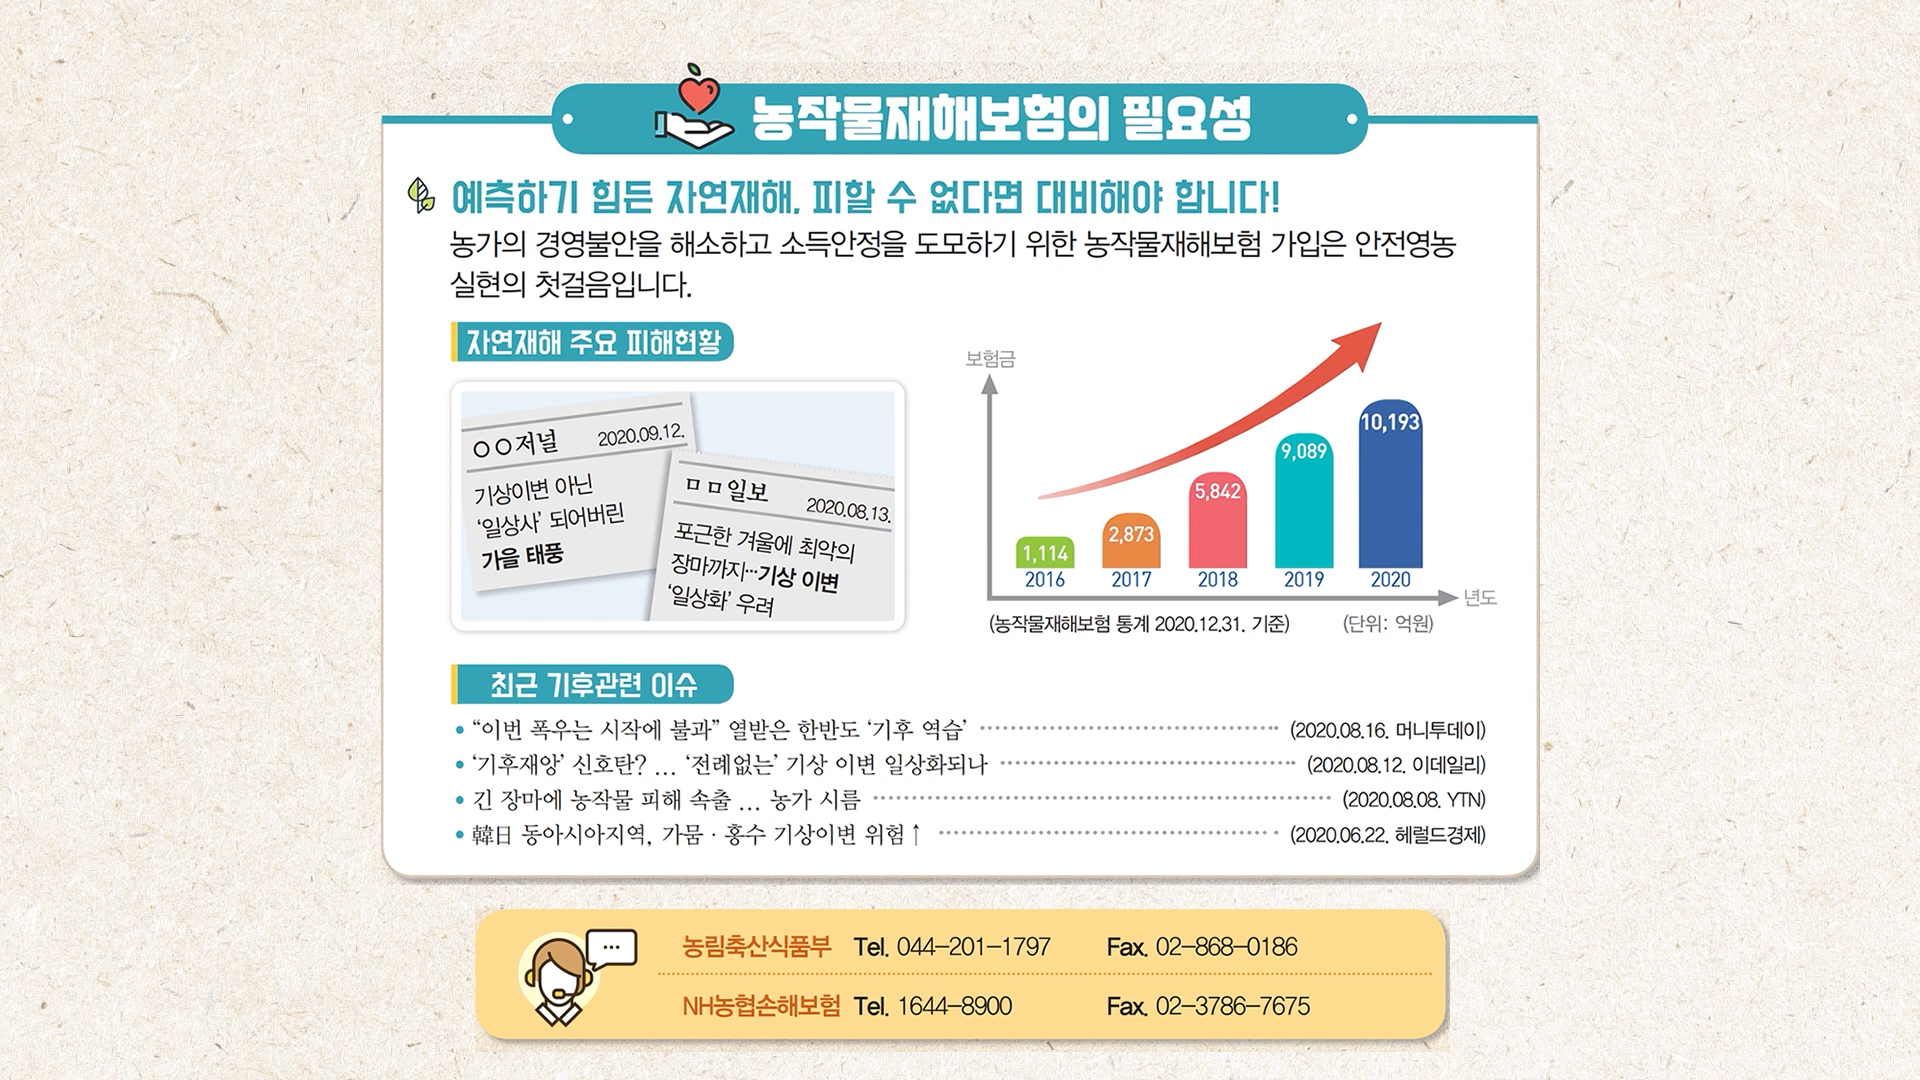 농작물재해보험의 필요성
예측하기 힘든 자연재해, 피할 수 없다면 대비해야 합니다!
농가의 경영불안을 해소하고 소득안정을 도모하기 위한 농작물재해보험 가입은 안전영농
실현의 첫걸음입니다.
자연재해 주요 피해현황
ㅇㅇ저널 2020.09.12.
기상이변 아닌
‘일상사’ 되어버린
가을 태풍
ㅁㅁ일보 2020.08.13.
포근한 겨울에 최악의
장마까지…기상 이변
‘일상화’ 우려
보험금
1,114
2,873
5,842
9,089
10,193
2016 2017 2018 2019 2020
년도
(농작물재해보험 통계 2020.12.31. 기준) (단위: 억원)
최근 기후관련 이슈
• “이번 폭우는 시작에 불과” 열받은 한반도 ‘기후 역습’ (2020.08.16. 머니투데이)
• ‘기후재앙’ 신호탄? … ‘전례없는’ 기상 이변 일상화되나 (2020.08.12. 이데일리)
• 긴 장마에 농작물 피해 속출 … 농가 시름 (2020.08.08. YTN)
• 韓日 동아시아지역, 가뭄 · 홍수 기상이변 위험↑ (2020.06.22. 헤럴드경제)
농림축산식품부 Tel. 044-201-1797 Fax. 02-868-0186
NH농협손해보험 Tel. 1644-8900 Fax. 02-3786-7675